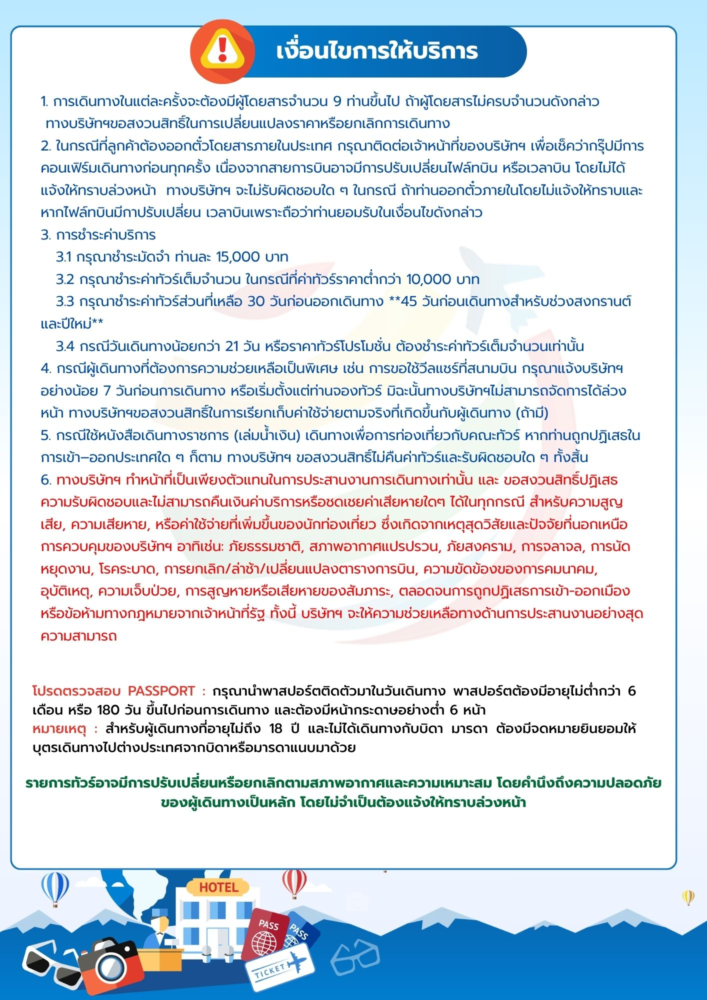 เงื่อนไขการให้บริการ
1. การเดินทางในแต่ละครั้งจะต้องมีผู้โดยสารจำนวน 9 ท่านขึ้นไป ถ้าผู้โดยสารไม่ครบจำนวนดังกล่าว
ทางบริษัทฯขอสงวนสิทธิ์ในการเปลี่ยนแปลงราคาหรือยกเลิกการเดินทาง
2. ในกรณีที่ลูกค้าต้องออกตั๋วโดยสารภายในประเทศ กรุณาติดต่อเจ้าหน้าที่ของบริษัทฯ เพื่อเช็คว่ากรุ๊ปมีการ
คอนเฟิร์มเดินทางก่อนทุกครั้ง เนื่องจากสายการบินอาจมีการปรับเปลี่ยนไฟล์ทบิน หรือเวลาบิน โดยไม่ได้
แจ้งให้ทราบล่วงหน้า  ทางบริษัทฯ จะไม่รับผิดชอบใด ๆ ในกรณี ถ้าท่านออกตั๋วภายในโดยไม่แจ้งให้ทราบและ
หากไฟล์ทบินมีกาปรับเปลี่ยน เวลาบินเพราะถือว่าท่านยอมรับในเงื่อนไขดังกล่าว
3. การชำระค่าบริการ
3.1 กรุณาชำระมัดจำ ท่านละ 15,000 บาท
3.2 กรุณาชำระค่าทัวร์เต็มจำนวน ในกรณีที่ค่าทัวร์ราคาต่ำกว่า 10,000 บาท
3.3 กรุณาชำระค่าทัวร์ส่วนที่เหลือ 30 วันก่อนออกเดินทาง **45 วันก่อนเดินทางสำหรับช่วงสงกรานต์
และปีใหม่**
3.4 กรณีวันเดินทางน้อยกว่า 21 วัน หรือราคาทัวร์โปรโมชั่น ต้องชำระค่าทัวร์เต็มจำนวนเท่านั้น
4. กรณีผู้เดินทางที่ต้องการความช่วยเหลือเป็นพิเศษ เช่น การขอใช้วีลแชร์ที่สนามบิน กรุณาแจ้งบริษัทฯ
อย่างน้อย 7 วันก่อนการเดินทาง หรือเริ่มตั้งแต่ท่านจองทัวร์ มิฉะนั้นทางบริษัทฯไม่สามารถจัดการได้ล่วง
หน้า ทางบริษัทฯขอสงวนสิทธิ์ในการเรียกเก็บค่าใช้จ่ายตามจริงที่เกิดขึ้นกับผู้เดินทาง (ถ้ามี)
5. กรณีใช้หนังสือเดินทางราชการ (เล่มน้ำเงิน) เดินทางเพื่อการท่องเที่ยวกับคณะทัวร์ หากท่านถูกปฏิเสธใน
การเข้า–ออกประเทศใด ๆ ก็ตาม ทางบริษัทฯ ขอสงวนสิทธิ์ไม่คืนค่าทัวร์และรับผิดชอบใด ๆ ทั้งสิ้น
6. ทางบริษัทฯ ทำหน้าที่เป็นเพียงตัวแทนในการประสานงานการเดินทางเท่านั้น และ ขอสงวนสิทธิ์ปฏิเสธ
ความรับผิดชอบและไม่สามารถคืนเงินค่าบริการหรือชดเชยค่าเสียหายใดๆ ได้ในทุกกรณี สำหรับความสูญ
เสีย, ความเสียหาย, หรือค่าใช้จ่ายที่เพิ่มขึ้นของนักท่องเที่ยว ซึ่งเกิดจากเหตุสุดวิสัยและปัจจัยที่นอกเหนือ
การควบคุมของบริษัทฯ อาทิเช่น: ภัยธรรมชาติ, สภาพอากาศแปรปรวน, ภัยสงคราม, การจลาจล, การนัด
หยุดงาน, โรคระบาด, การยกเลิก/ล่าช้า/เปลี่ยนแปลงตารางการบิน, ความขัดข้องของการคมนาคม,
อุบัติเหตุ, ความเจ็บป่วย, การสูญหายหรือเสียหายของสัมภาระ, ตลอดจนการถูกปฏิเสธการเข้า-ออกเมือง
หรือข้อห้ามทางกฎหมายจากเจ้าหน้าที่รัฐ ทั้งนี้ บริษัทฯ จะให้ความช่วยเหลือทางด้านการประสานงานอย่างสุด
ความสามารถ
โปรดตรวจสอบ PASSPORT : กรุณานำพาสปอร์ตติดตัวมาในวันเดินทาง พาสปอร์ตต้องมีอายุไม่ต่ำกว่า 6
เดือน หรือ 180 วัน ขึ้นไปก่อนการเดินทาง และต้องมีหน้ากระดาษอย่างต่ำ 6 หน้า
หมายเหตุ : สำหรับผู้เดินทางที่อายุไม่ถึง 18 ปี และไม่ได้เดินทางกับบิดา มารดา ต้องมีจดหมายยินยอมให้
บุตรเดินทางไปต่างประเทศจากบิดาหรือมารดาแนบมาด้วย
รายการทัวร์อาจมีการปรับเปลี่ยนหรือยกเลิกตามสภาพอากาศและความเหมาะสม โดยคำนึงถึงความปลอดภัย
ของผู้เดินทางเป็นหลัก โดยไม่จำเป็นต้องแจ้งให้ทราบล่วงหน้า
HOTEL
PASS
PASS
TICKET